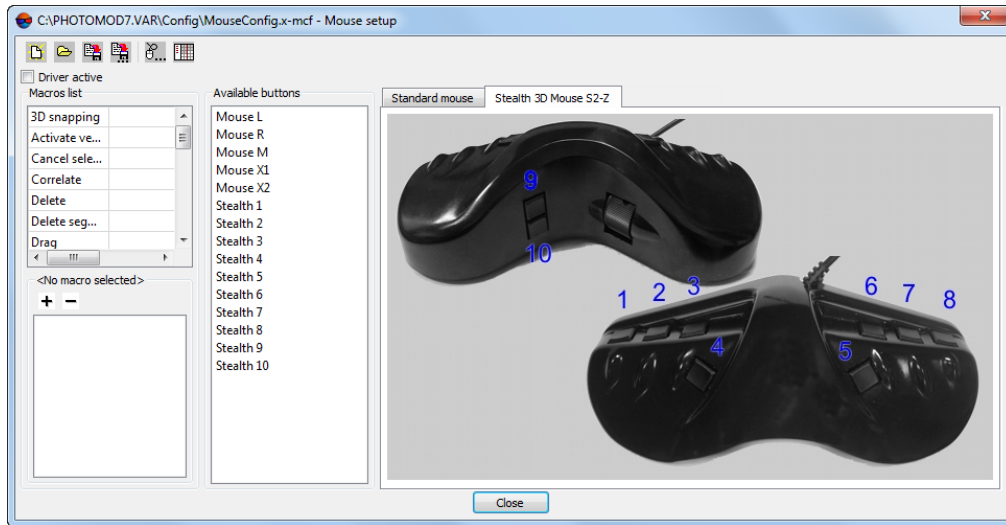 C:\PHOTOMOD7.VAR\Config\MouseConfig.x-mcf - Mouse setup
Driver active
Macros list
3D snapping
Activate ve...
Cancel sele...
Correlate
Delete
Delete seg...
Drag
<No macro selected>
Available buttons
Mouse L
Mouse R
Mouse M
Mouse X1
Mouse X2
Stealth 1
Stealth 2
Stealth 3
Stealth 4
Stealth 5
Stealth 6
Stealth 7
Stealth 8
Stealth 9
Stealth 10
Standard mouse
Stealth 3D Mouse S2-Z
9
10
1 2 3
4
6 7 8
5
Close